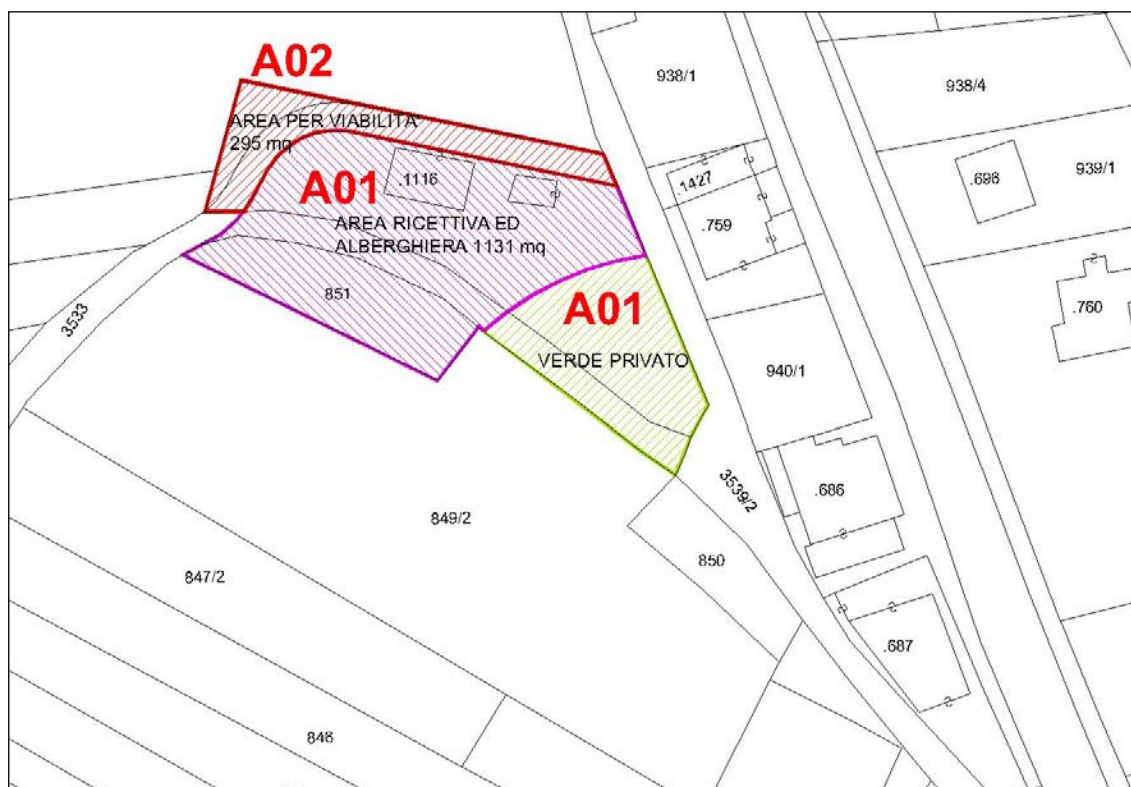 A02
AREA PER VIABILITA'
295 mq
A01
.1116
AREA RICETTIVA ED
ALBERGHIERA 1131 mq
851
A01
VERDE PRIVATO
3533
938/1
938/4
.1427
.759
.696
939/1
.760
940/1
3539/2
.686
849/2
850
847/2
.687
846